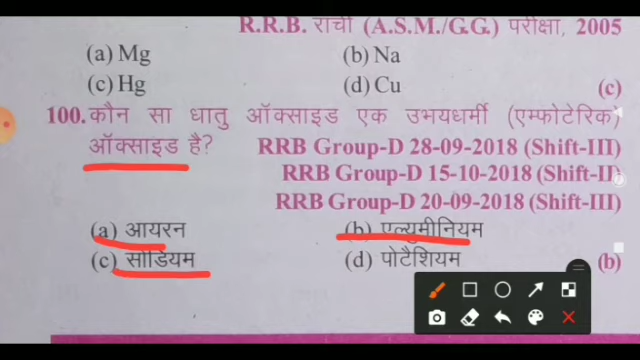 R.R.B. राँची (A.S.M./G.G.) परीक्षा, 2005
(a) Mg (b) Na
(c) Hg (d) Cu (c)
100. कौन सा धातु ऑक्साइड एक उभयधर्मी (एम्फोटेरिक)
ऑक्साइड है? RRB Group-D 28-09-2018 (Shift-III)
RRB Group-D 15-10-2018 (Shift-II)
RRB Group-D 20-09-2018 (Shift-III)
(a) आयरन (b) एल्युमीनियम
(c) सोडियम (d) पोटैशियम (b)